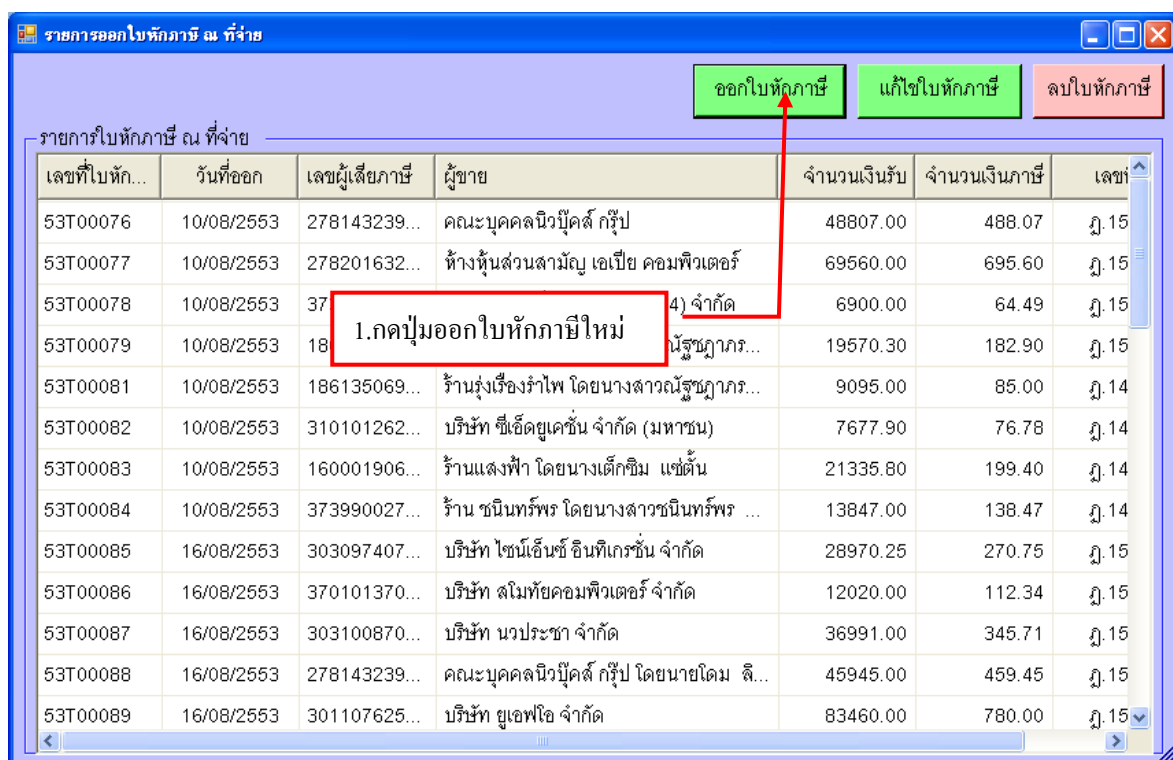 รายการออกใบหักภาษี ณ ที่จ่าย
ออกใบหักภาษี แก้ไขใบหักภาษี ลบใบหักภาษี
รายการใบหักภาษี ณ ที่จ่าย
เลขที่ใบหัก... วันที่ออก เลขผู้เสียภาษี ผู้ขาย จำนวนเงินรับ จำนวนเงินภาษี
53T00076 10/08/2553 278143239... คณะบุคคลนิวบุ๊คส์ กรุ๊ป 48807.00 488.07 ฎ.15
53T00077 10/08/2553 278201632... ห้างหุ้นส่วนสามัญ เอเปีย คอมพิวเตอร์ 69560.00 695.60 ฎ.15
53T00078 10/08/2553 37 4) จำกัด 6900.00 64.49 ฎ.15
1.กดปุ่มออกใบหักภาษีใหม่
53T00079 10/08/2553 18 ณัฐชฎาภร... 19570.30 182.90 ฎ.15
53T00081 10/08/2553 186135069... ร้านรุ่งเรืองรำไพ โดยนางสาวณัฐชฎาภร... 9095.00 85.00 ฎ.14
53T00082 10/08/2553 310101262... บริษัท ซีเอ็ดยูเคชั่น จำกัด (มหาชน) 7677.90 76.78 ฎ.14
53T00083 10/08/2553 160001906... ร้านแสงฟ้า โดยนางเต็กซิม แซ่ตั้น 21335.80 199.40 ฎ.14
53T00084 10/08/2553 373990027... ร้าน ชนินทร์พร โดยนางสาวชนินทร์พร ... 13847.00 138.47 ฎ.14
53T00085 16/08/2553 303097407... บริษัท ไซน์เอ็นซ์ อินทิเกรชั่น จำกัด 28970.25 270.75 ฎ.15
53T00086 16/08/2553 370101370... บริษัท สโมทัยคอมพิวเตอร์ จำกัด 12020.00 112.34 ฎ.15
53T00087 16/08/2553 303100870... บริษัท นวประชา จำกัด 36991.00 345.71 ฎ.15
53T00088 16/08/2553 278143239... คณะบุคคลนิวบุ๊คส์ กรุ๊ป โดยนายโดม ลิ... 45945.00 459.45 ฎ.15
53T00089 16/08/2553 301107625... บริษัท ยูเอฟโอ จำกัด 83460.00 780.00 ฎ.15